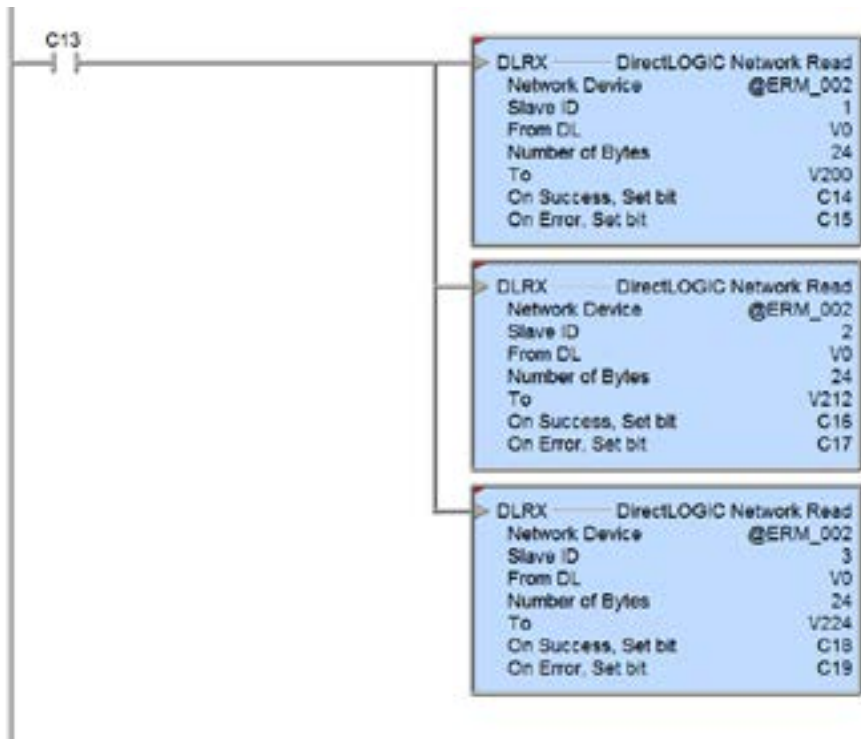 C13
DLRX DirectLOGIC Network Read
Network Device @ERM_002
Slave ID 1
From DL V0
Number of Bytes 24
To V200
On Success, Set bit C14
On Error, Set bit C15
DLRX DirectLOGIC Network Read
Network Device @ERM_002
Slave ID 2
From DL V0
Number of Bytes 24
To V212
On Success, Set bit C16
On Error, Set bit C17
DLRX DirectLOGIC Network Read
Network Device @ERM_002
Slave ID 3
From DL V0
Number of Bytes 24
To V224
On Success, Set bit C18
On Error, Set bit C19